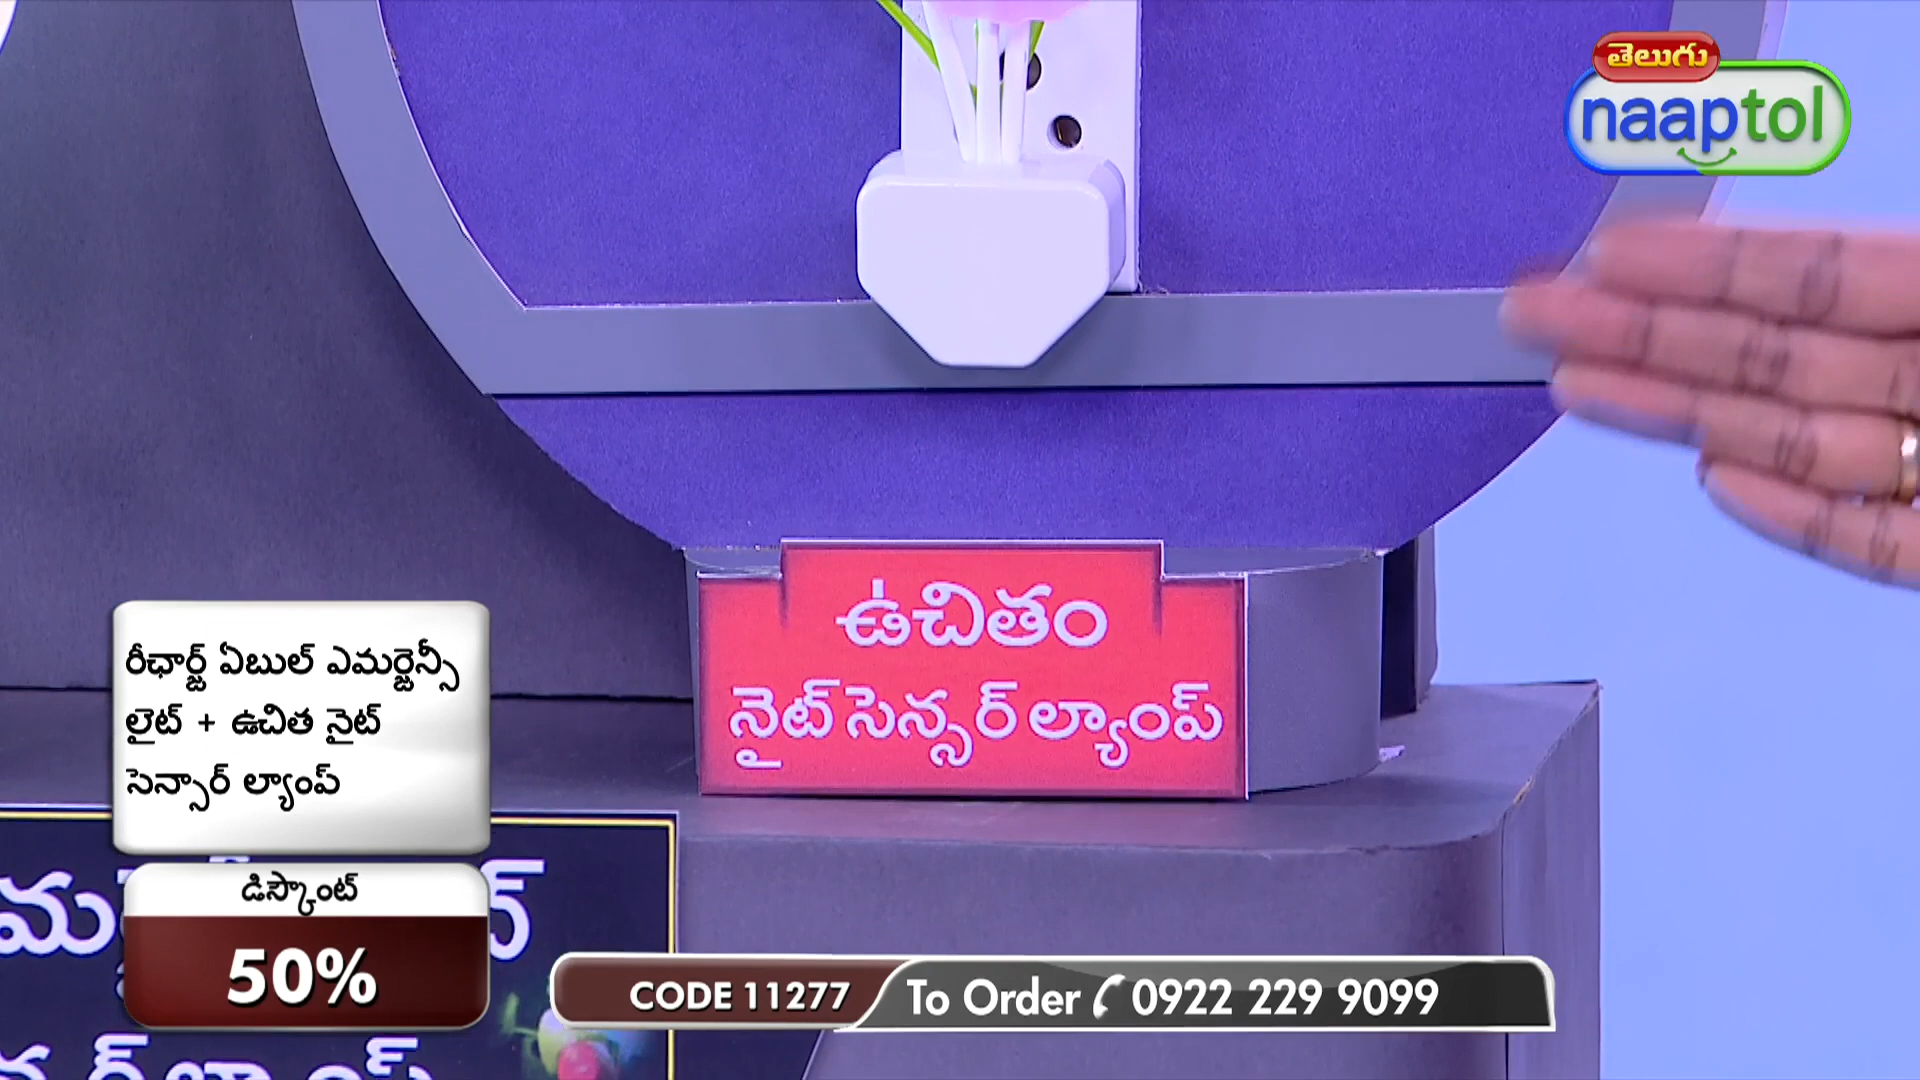 తెలుగు
naaptol
ఉచితం
నైట్ సెన్సర్ ల్యాంప్
రీఛార్జ్ ఏబుల్ ఎమర్జెన్సీ
లైట్ + ఉచిత నైట్
సెన్సార్ ల్యాంప్
డిస్కౌంట్
50%
CODE 11277 To Order 0922 229 9099